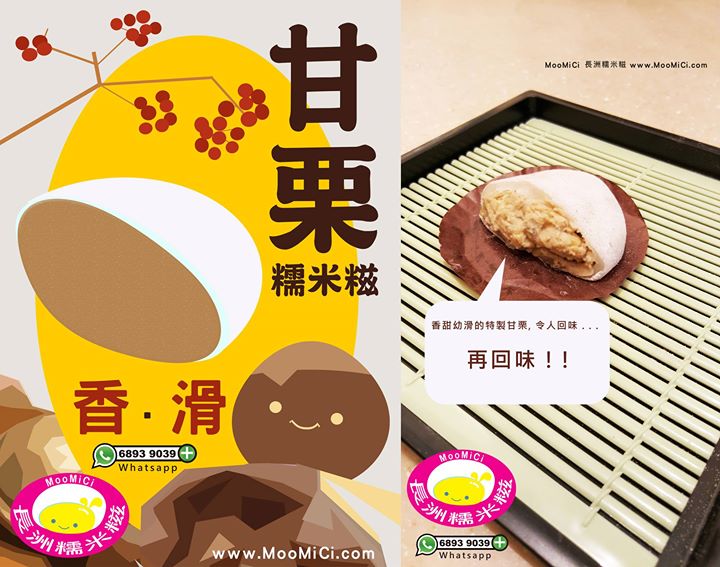 甘栗
糯米糍
香·滑
6893 9039
Whatsapp
MooMiCi
長洲糯米糍
www.MooMiCi.com
MooMiCi 長洲糯米糍 www.MooMiCi.com
香甜幼滑的特製甘栗, 令人回味...
再回味!!
MooMiCi
長洲糯米糍
6893 9039
Whatsapp